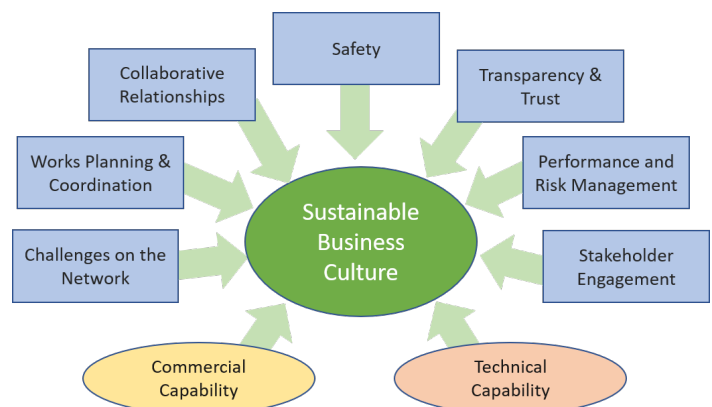 Safety
Collaborative
Relationships
Transparency &
Trust
Works Planning &
Coordination
Performance and
Risk Management
Sustainable
Business
Culture
Challenges on the
Network
Stakeholder
Engagement
Commercial
Capability
Technical
Capability